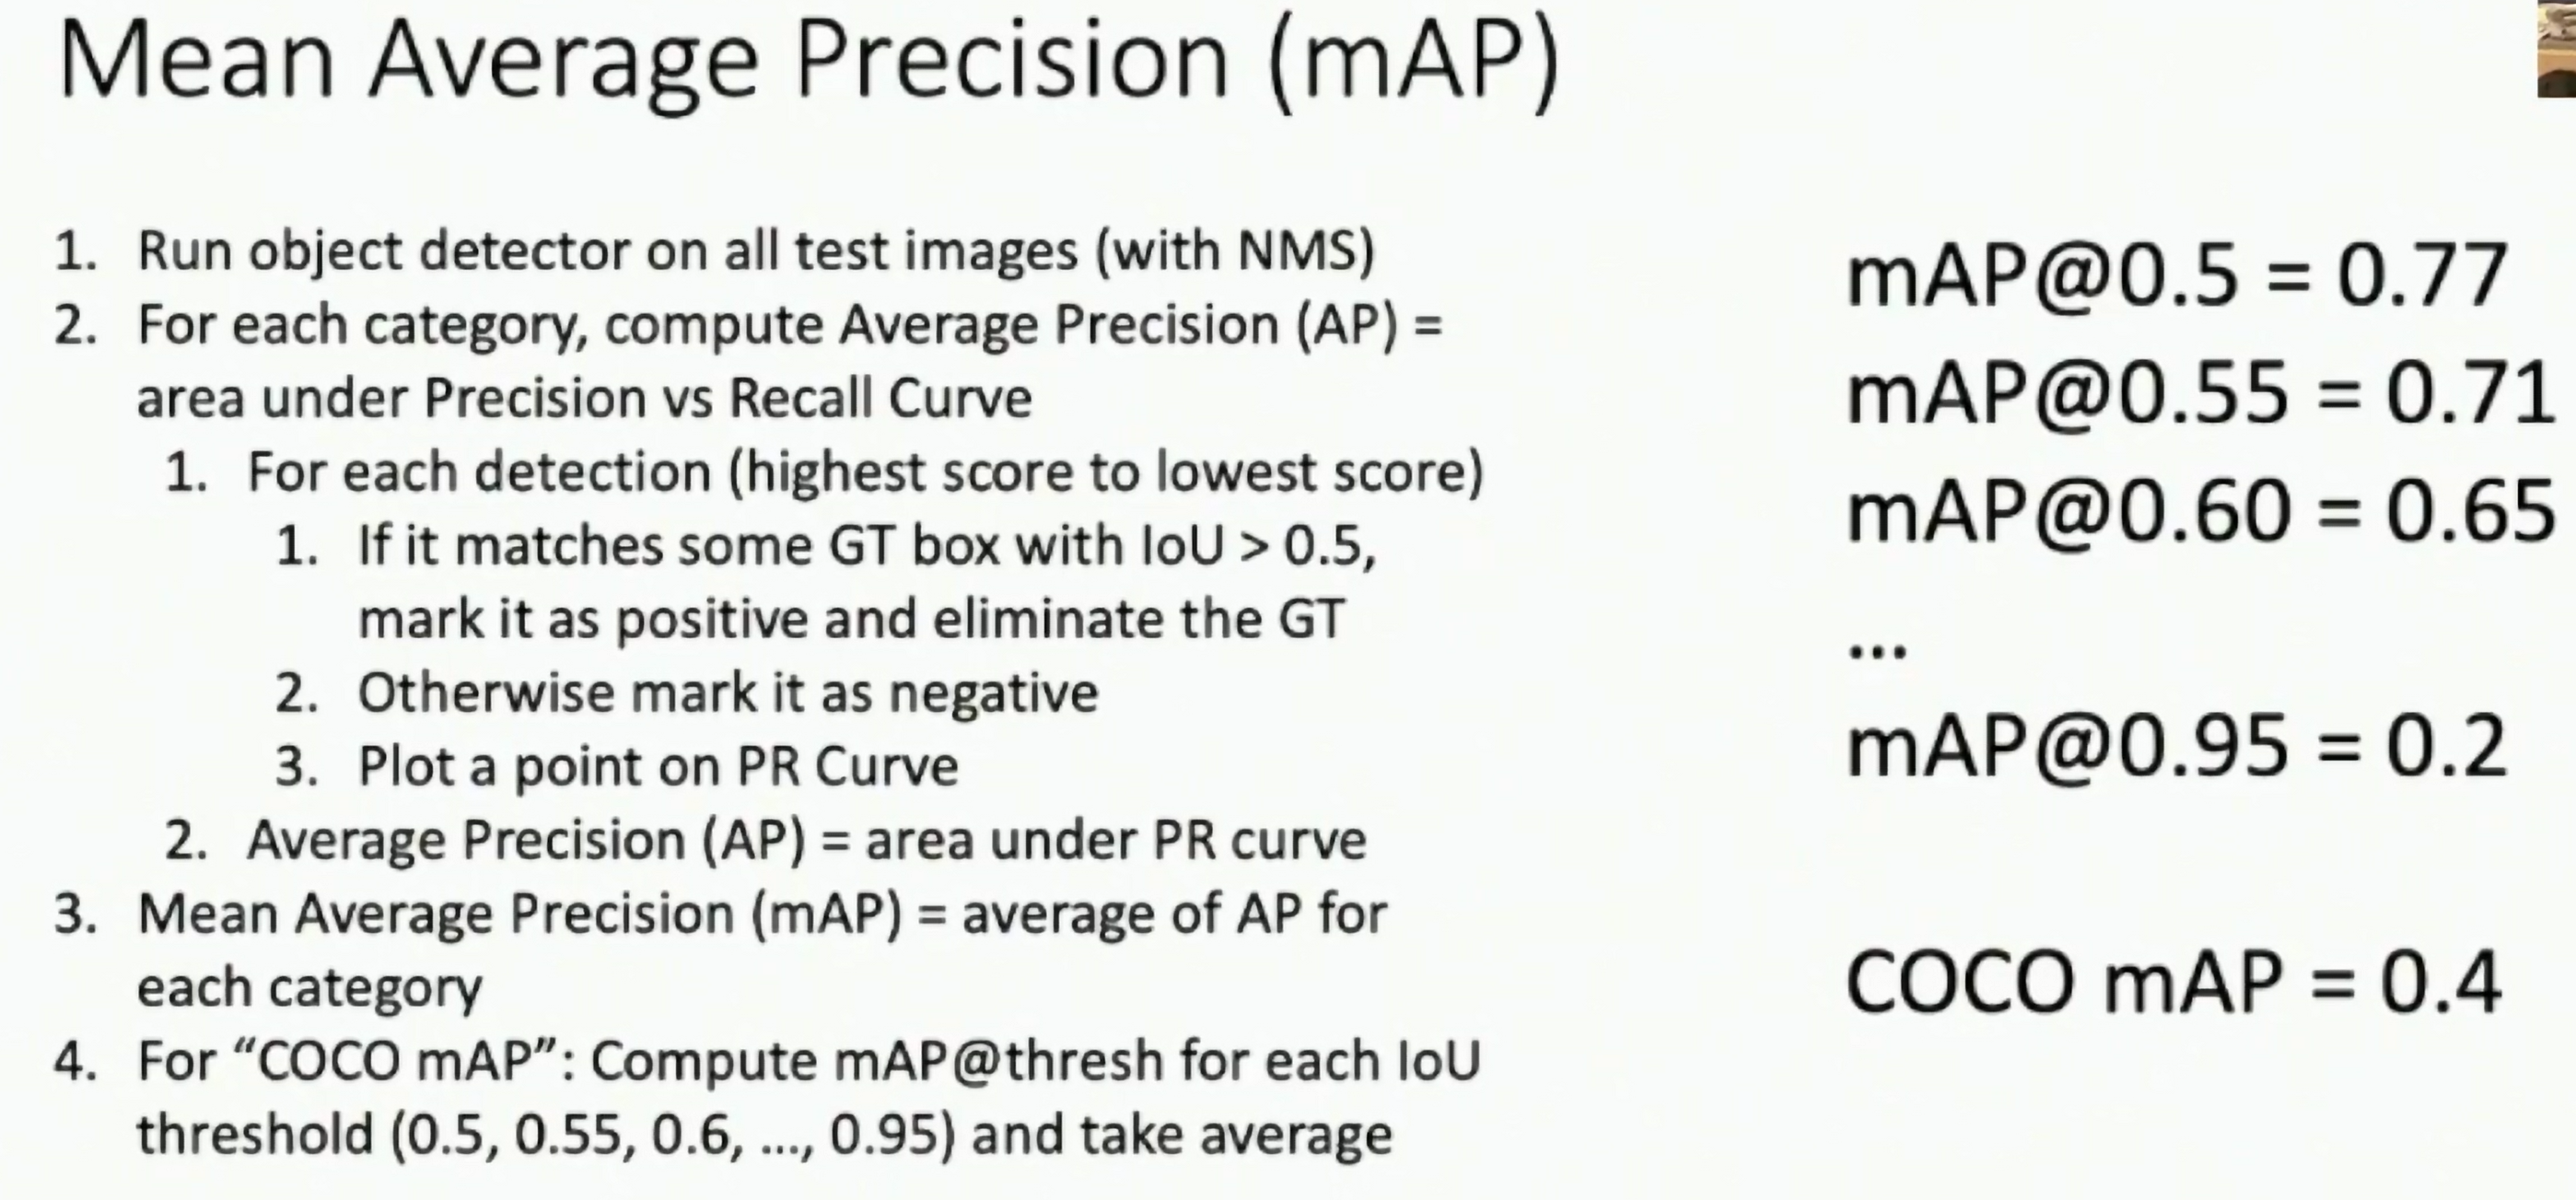 Mean Average Precision (mAP)
1. Run object detector on all test images (with NMS)
2. For each category, compute Average Precision (AP) =
area under Precision vs Recall Curve
1. For each detection (highest score to lowest score)
1. If it matches some GT box with IoU > 0.5,
mark it as positive and eliminate the GT
2. Otherwise mark it as negative
3. Plot a point on PR Curve
2. Average Precision (AP) = area under PR curve
3. Mean Average Precision (mAP) = average of AP for
each category
4. For “COCO mAP”: Compute mAP@thresh for each IoU
threshold (0.5, 0.55, 0.6, ..., 0.95) and take average
mAP@0.5 = 0.77
mAP@0.55 = 0.71
mAP@0.60 = 0.65
...
mAP@0.95 = 0.2
COCO mAP = 0.4